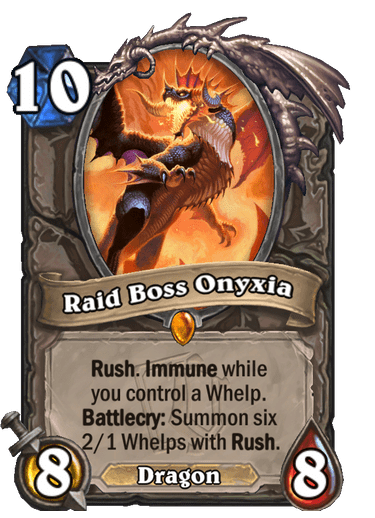 10
Raid Boss Onyxia
Rush. Immune while
you control a Whelp.
Battlecry: Summon six
2/1 Whelps with Rush.
8
Dragon
8